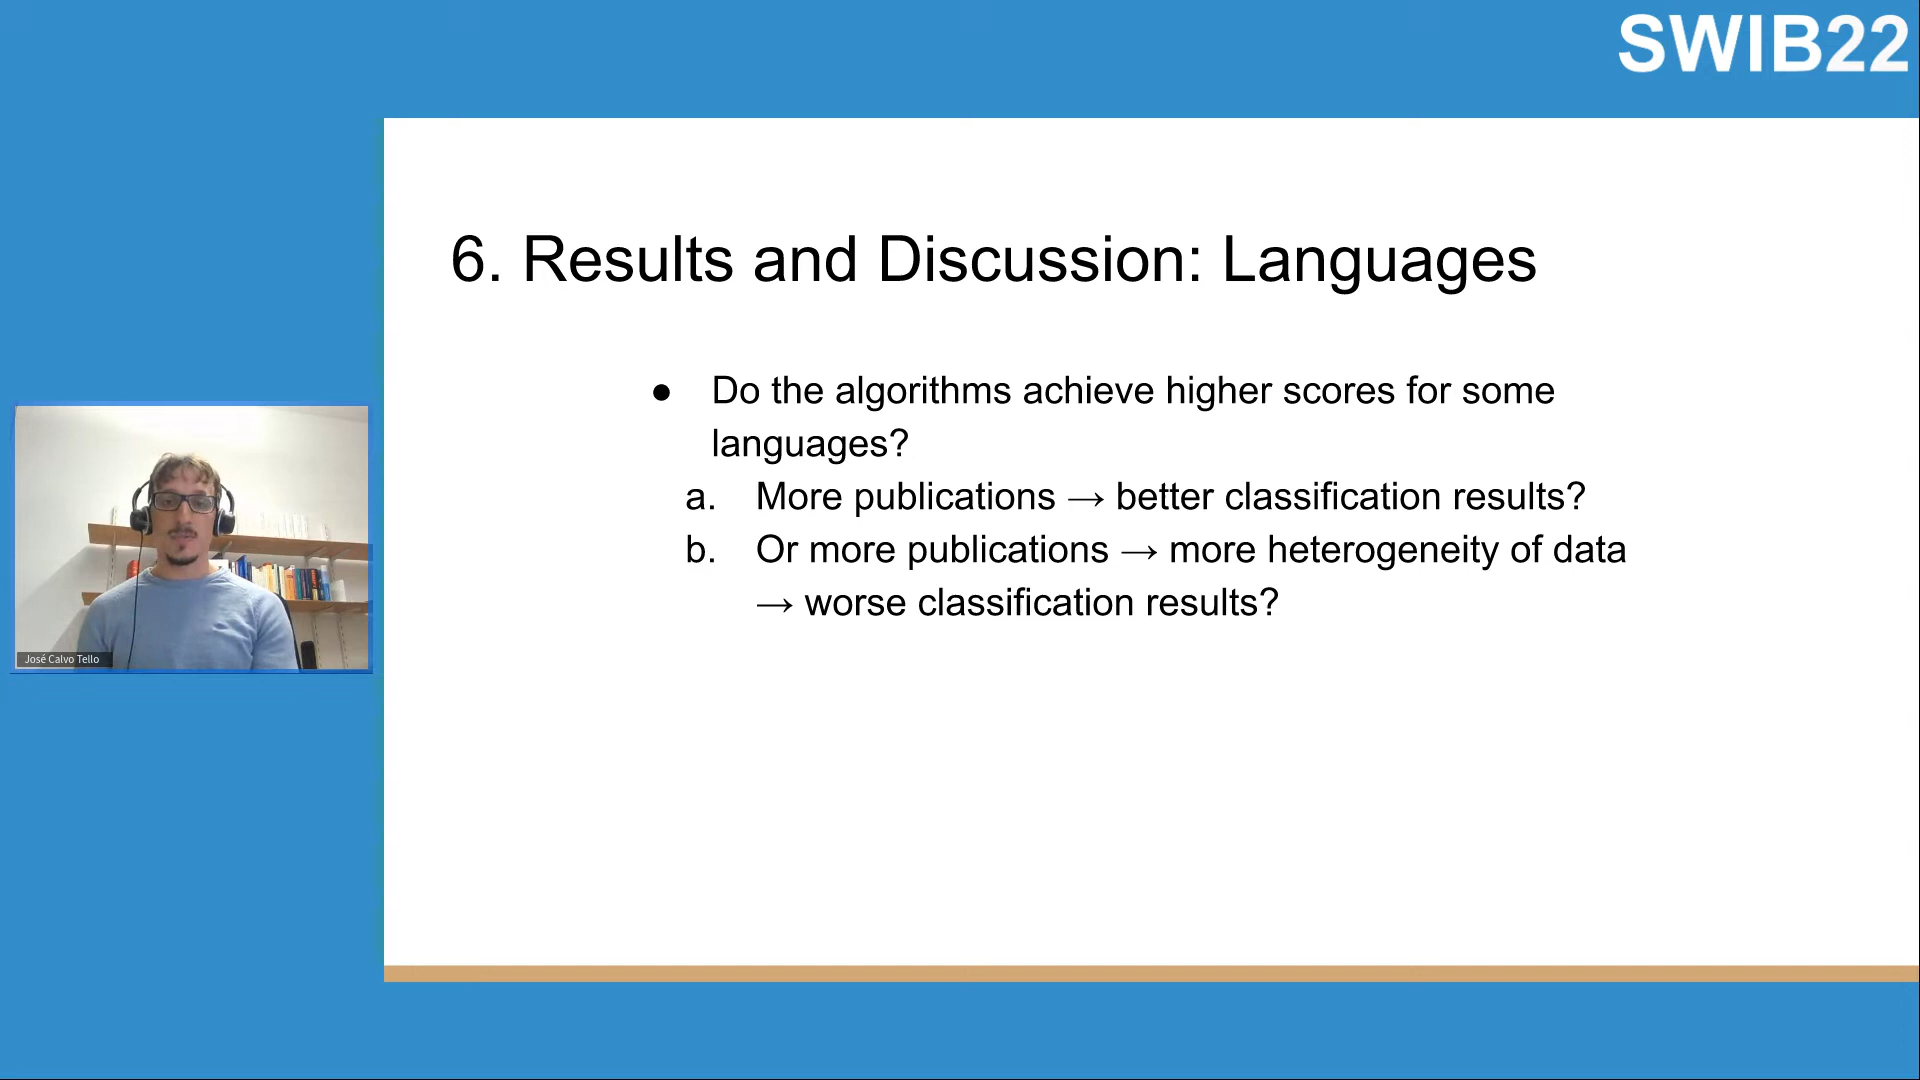 SWIB22
6. Results and Discussion: Languages
● Do the algorithms achieve higher scores for some
languages?
a. More publications → better classification results?
b. Or more publications → more heterogeneity of data
→ worse classification results?
José Calvo Tello